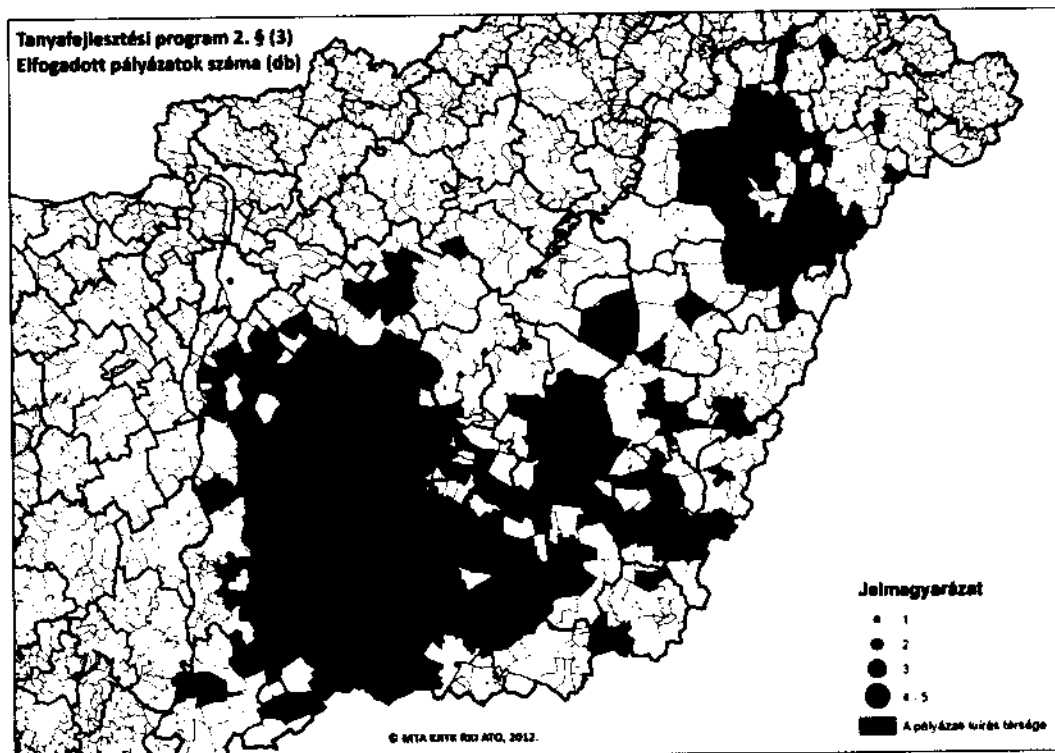 Tanyafejlesztési program 2. § (3)
Elfogadott pályázatok száma (db)
Jelmagyarázat
1
2
3
4 - 5
A pályázati kiírás térsége
© MTA KRTK RKI ATO, 2012.